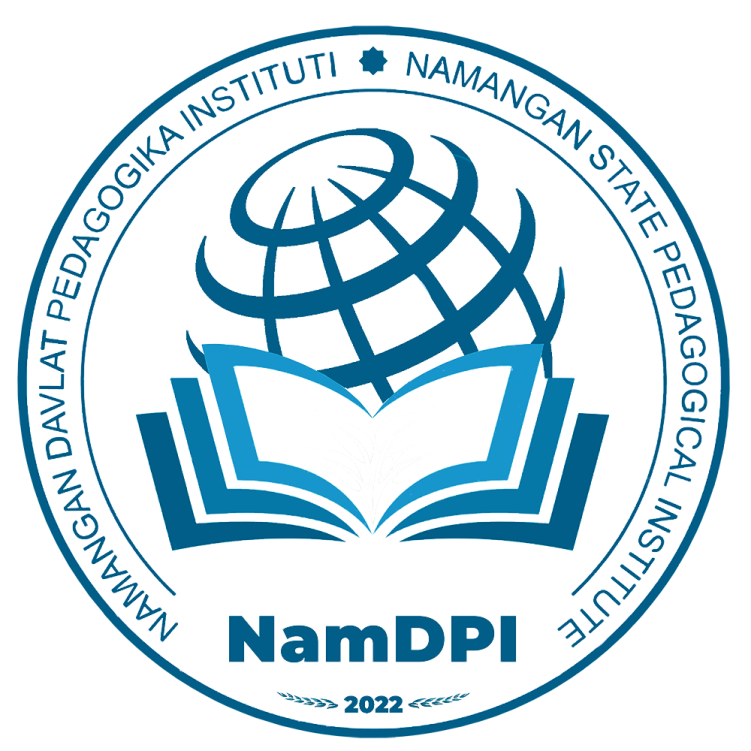 NAMANGAN DAVLAT PEDAGOGIKA INSTITUTI
NAMANGAN STATE PEDAGOGICAL INSTITUTE
NamDPI
2022